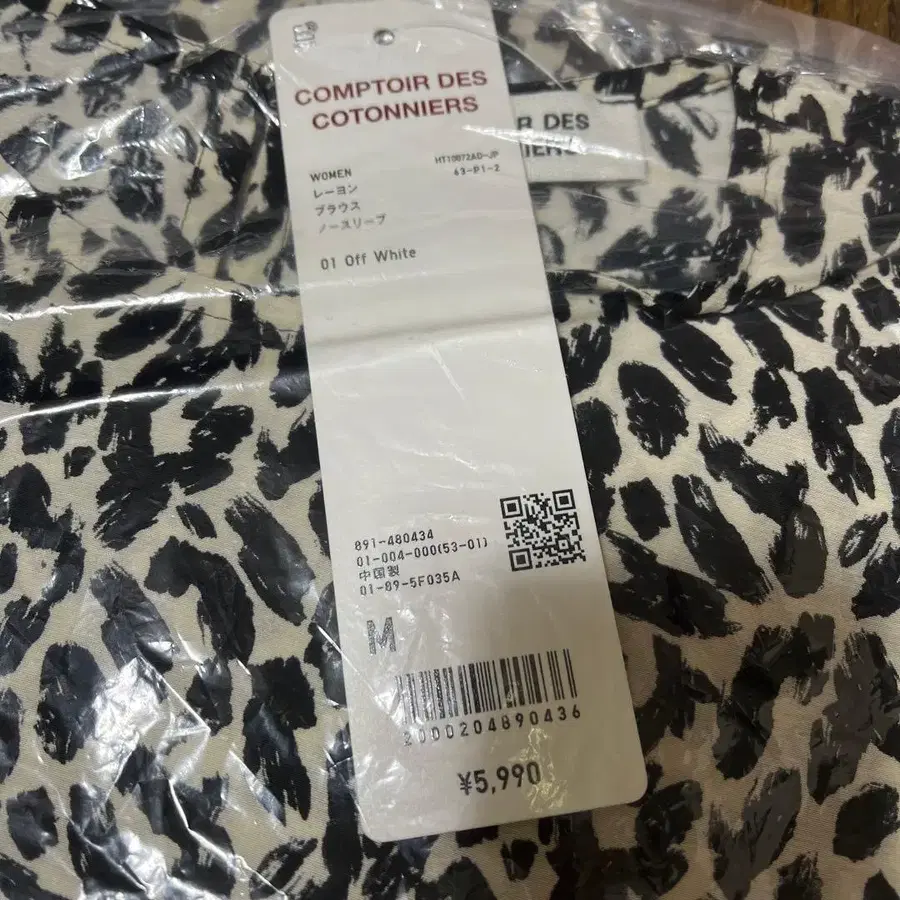 COMPTOIR DES
COTONNIERS
R DES
IERS
WOMEN
HT10072AD-JP
レーヨン
63-P1-2
ブラウス
ノースリーブ
01 Off White
891-480434
01-004-000(53-01)
中国製
01-89-5F035A
M
2000204890436
¥5,990